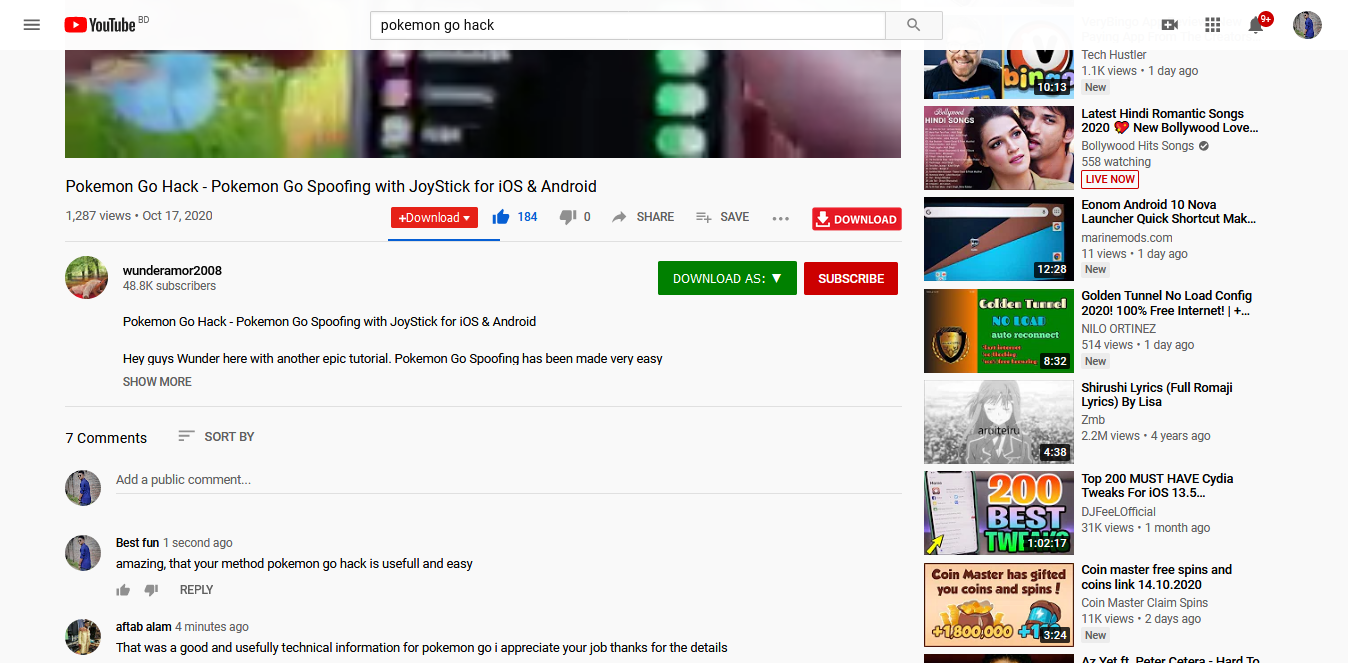 YouTube BD
pokemon go hack
9+
Pokemon Go Hack - Pokemon Go Spoofing with JoyStick for iOS & Android
1,287 views • Oct 17, 2020
+Download ▾
184
0
SHARE
SAVE
DOWNLOAD
wunderamor2008
48.8K subscribers
DOWNLOAD AS: ▼
SUBSCRIBE
Pokemon Go Hack - Pokemon Go Spoofing with JoyStick for iOS & Android
Hey guys Wunder here with another epic tutorial. Pokemon Go Spoofing has been made very easy
SHOW MORE
7 Comments
SORT BY
Add a public comment...
Best fun 1 second ago
amazing, that your method pokemon go hack is usefull and easy
REPLY
aftab alam 4 minutes ago
That was a good and usefully technical information for pokemon go i appreciate your job thanks for the details
bingo
10:13
Tech Hustler
1.1K views • 1 day ago
New
Bollywood
HINDI SONGS
Latest Hindi Romantic Songs
2020 💖 New Bollywood Love...
Bollywood Hits Songs
558 watching
LIVE NOW
12:28
Eonom Android 10 Nova
Launcher Quick Shortcut Mak...
marinemods.com
11 views • 1 day ago
New
Golden Tunnel
NO LOAD
auto reconnect
8:32
Golden Tunnel No Load Config
2020! 100% Free Internet! | +...
NILO ORTINEZ
514 views • 1 day ago
New
aruiteiru
4:38
Shirushi Lyrics (Full Romaji
Lyrics) By Lisa
Zmb
2.2M views • 4 years ago
200
BEST
TWEAKS
1:02:17
Top 200 MUST HAVE Cydia
Tweaks For iOS 13.5...
DJFeeLOfficial
31K views • 1 month ago
Coin Master has gifted
you coins and spins !
+1,800,000
3:24
Coin master free spins and
coins link 14.10.2020
Coin Master Claim Spins
11K views • 2 days ago
New
Az Yet ft. Peter Cetera - Hard To